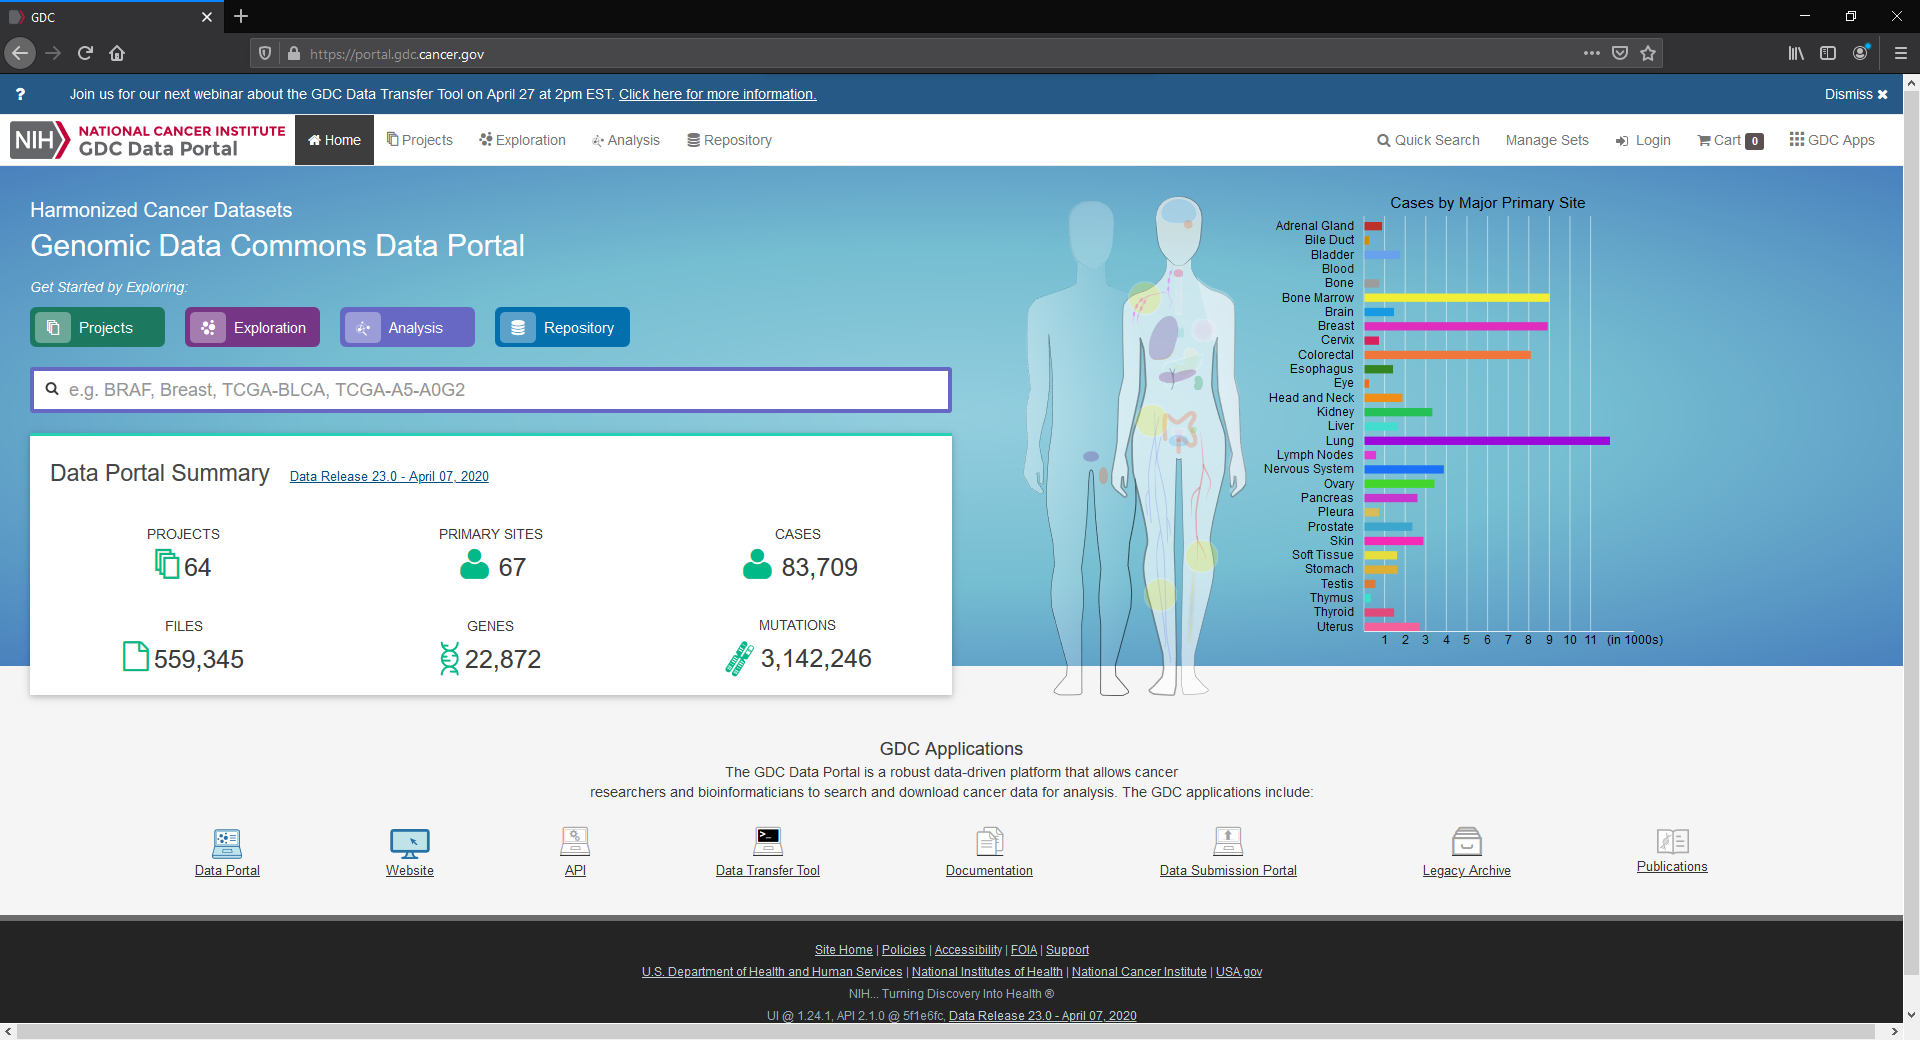 GDC
https://portal.gdc.cancer.gov
? Join us for our next webinar about the GDC Data Transfer Tool on April 27 at 2pm EST. Click here for more information. Dismiss ✖
NIH NATIONAL CANCER INSTITUTE
GDC Data Portal
Home Projects Exploration Analysis Repository Quick Search Manage Sets Login Cart 0 GDC Apps
Harmonized Cancer Datasets
Genomic Data Commons Data Portal
Get Started by Exploring:
Projects Exploration Analysis Repository
e.g. BRAF, Breast, TCGA-BLCA, TCGA-A5-A0G2
Data Portal Summary Data Release 23.0 - April 07, 2020
PROJECTS PRIMARY SITES CASES
64 67 83,709
FILES GENES MUTATIONS
559,345 22,872 3,142,246
Cases by Major Primary Site
Adrenal Gland
Bile Duct
Bladder
Blood
Bone
Bone Marrow
Brain
Breast
Cervix
Colorectal
Esophagus
Eye
Head and Neck
Kidney
Liver
Lung
Lymph Nodes
Nervous System
Ovary
Pancreas
Pleura
Prostate
Skin
Soft Tissue
Stomach
Testis
Thymus
Thyroid
Uterus
1 2 3 4 5 6 7 8 9 10 11 (in 1000s)
GDC Applications
The GDC Data Portal is a robust data-driven platform that allows cancer
researchers and bioinformaticians to search and download cancer data for analysis. The GDC applications include:
Data Portal Website API Data Transfer Tool Documentation Data Submission Portal Legacy Archive Publications
Site Home | Policies | Accessibility | FOIA | Support
U.S. Department of Health and Human Services | National Institutes of Health | National Cancer Institute | USA.gov
NIH... Turning Discovery Into Health ®
UI @ 1.24.1, API 2.1.0 @ 5f1e6fc, Data Release 23.0 - April 07, 2020